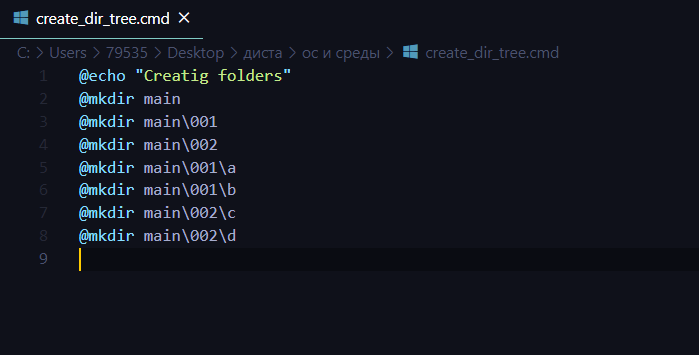 create_dir_tree.cmd ×
C: > Users > 79535 > Desktop > диста > ос и среды > create_dir_tree.cmd
1 @echo "Creatig folders"
2 @mkdir main
3 @mkdir main\001
4 @mkdir main\002
5 @mkdir main\001\a
6 @mkdir main\001\b
7 @mkdir main\002\c
8 @mkdir main\002\d
9